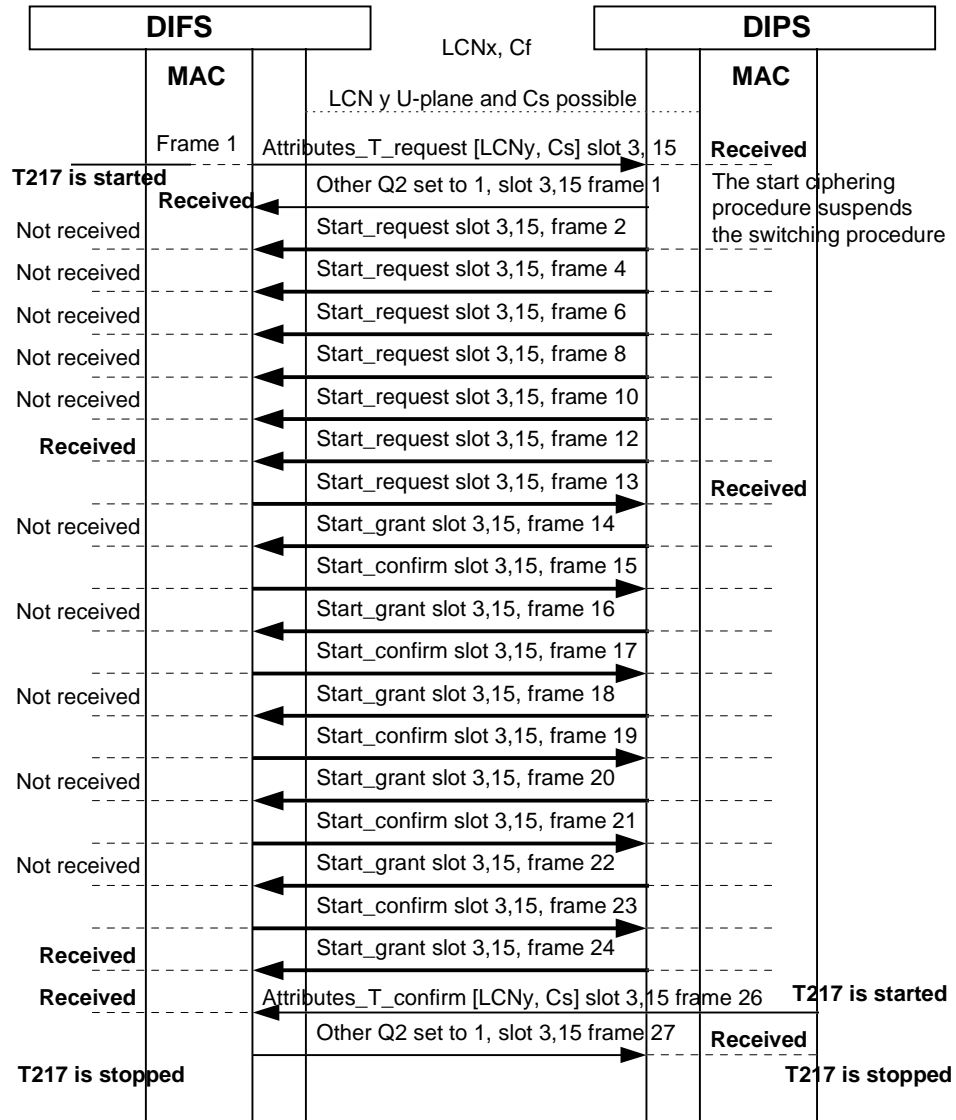 DIFS
DIPS
LCNx, Cf
MAC
MAC
LCN y U-plane and Cs possible
Frame 1
Attributes_T_request [LCNy, Cs] slot 3, 15
Received
T217 is started
Other Q2 set to 1, slot 3,15 frame 1
The start ciphering
Received
procedure suspends
Not received
Start_request slot 3,15, frame 2
the switching procedure
Not received
Start_request slot 3,15, frame 4
Not received
Start_request slot 3,15, frame 6
Not received
Start_request slot 3,15, frame 8
Not received
Start_request slot 3,15, frame 10
Received
Start_request slot 3,15, frame 12
Start_request slot 3,15, frame 13
Received
Not received
Start_grant slot 3,15, frame 14
Start_confirm slot 3,15, frame 15
Not received
Start_grant slot 3,15, frame 16
Start_confirm slot 3,15, frame 17
Not received
Start_grant slot 3,15, frame 18
Start_confirm slot 3,15, frame 19
Not received
Start_grant slot 3,15, frame 20
Start_confirm slot 3,15, frame 21
Not received
Start_grant slot 3,15, frame 22
Start_confirm slot 3,15, frame 23
Received
Start_grant slot 3,15, frame 24
Received
Attributes_T_confirm [LCNy, Cs] slot 3,15 frame 26
T217 is started
Other Q2 set to 1, slot 3,15 frame 27
Received
T217 is stopped
T217 is stopped